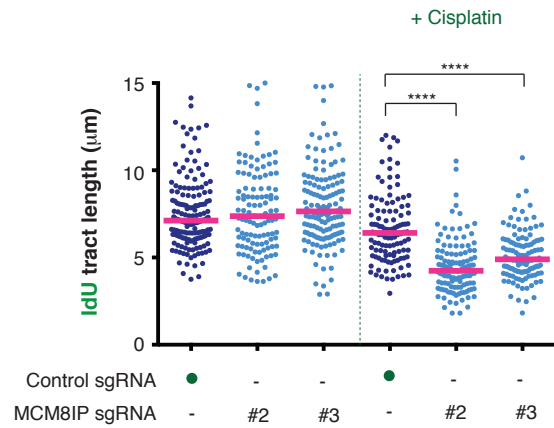 + Cisplatin
****
****
IdU tract length (μm)
15
10
5
0
Control sgRNA - - - -
MCM8IP sgRNA - #2 #3 - #2 #3